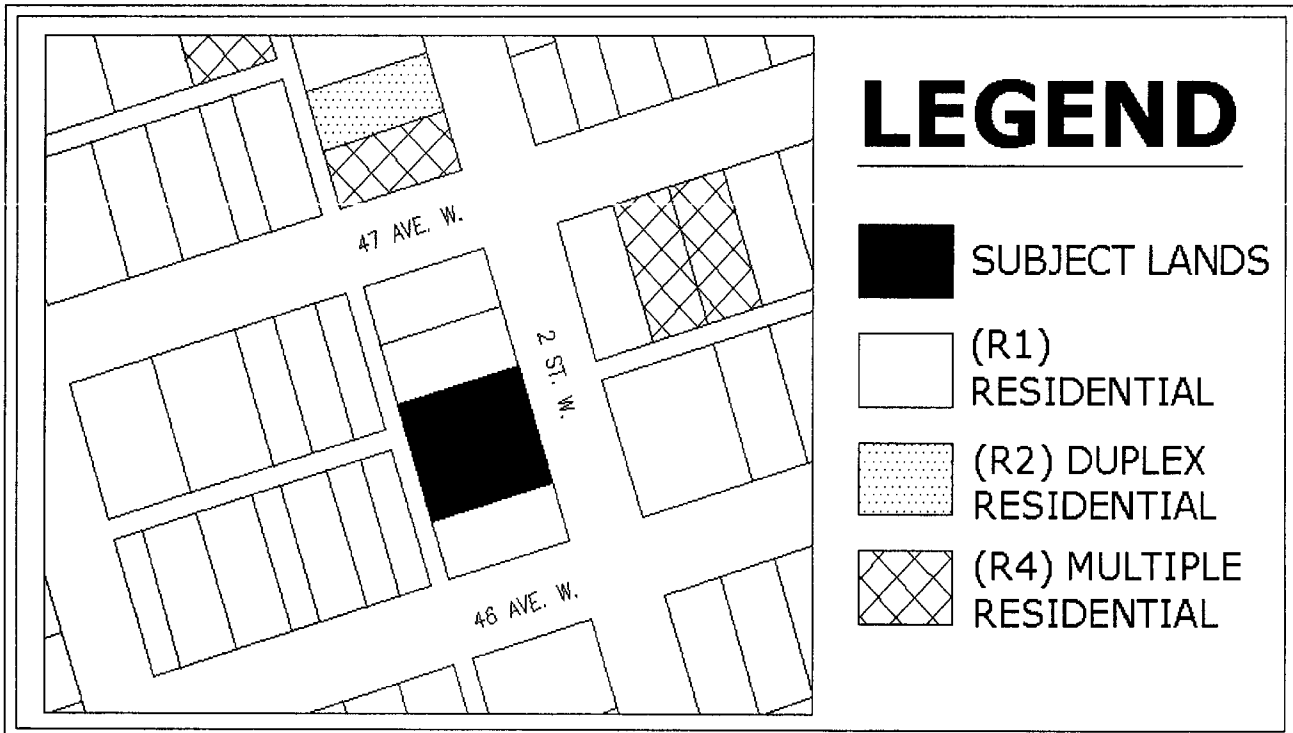 47 AVE. W.
2 ST. W.
46 AVE. W.
LEGEND
SUBJECT LANDS
(R1)
RESIDENTIAL
(R2) DUPLEX
RESIDENTIAL
(R4) MULTIPLE
RESIDENTIAL